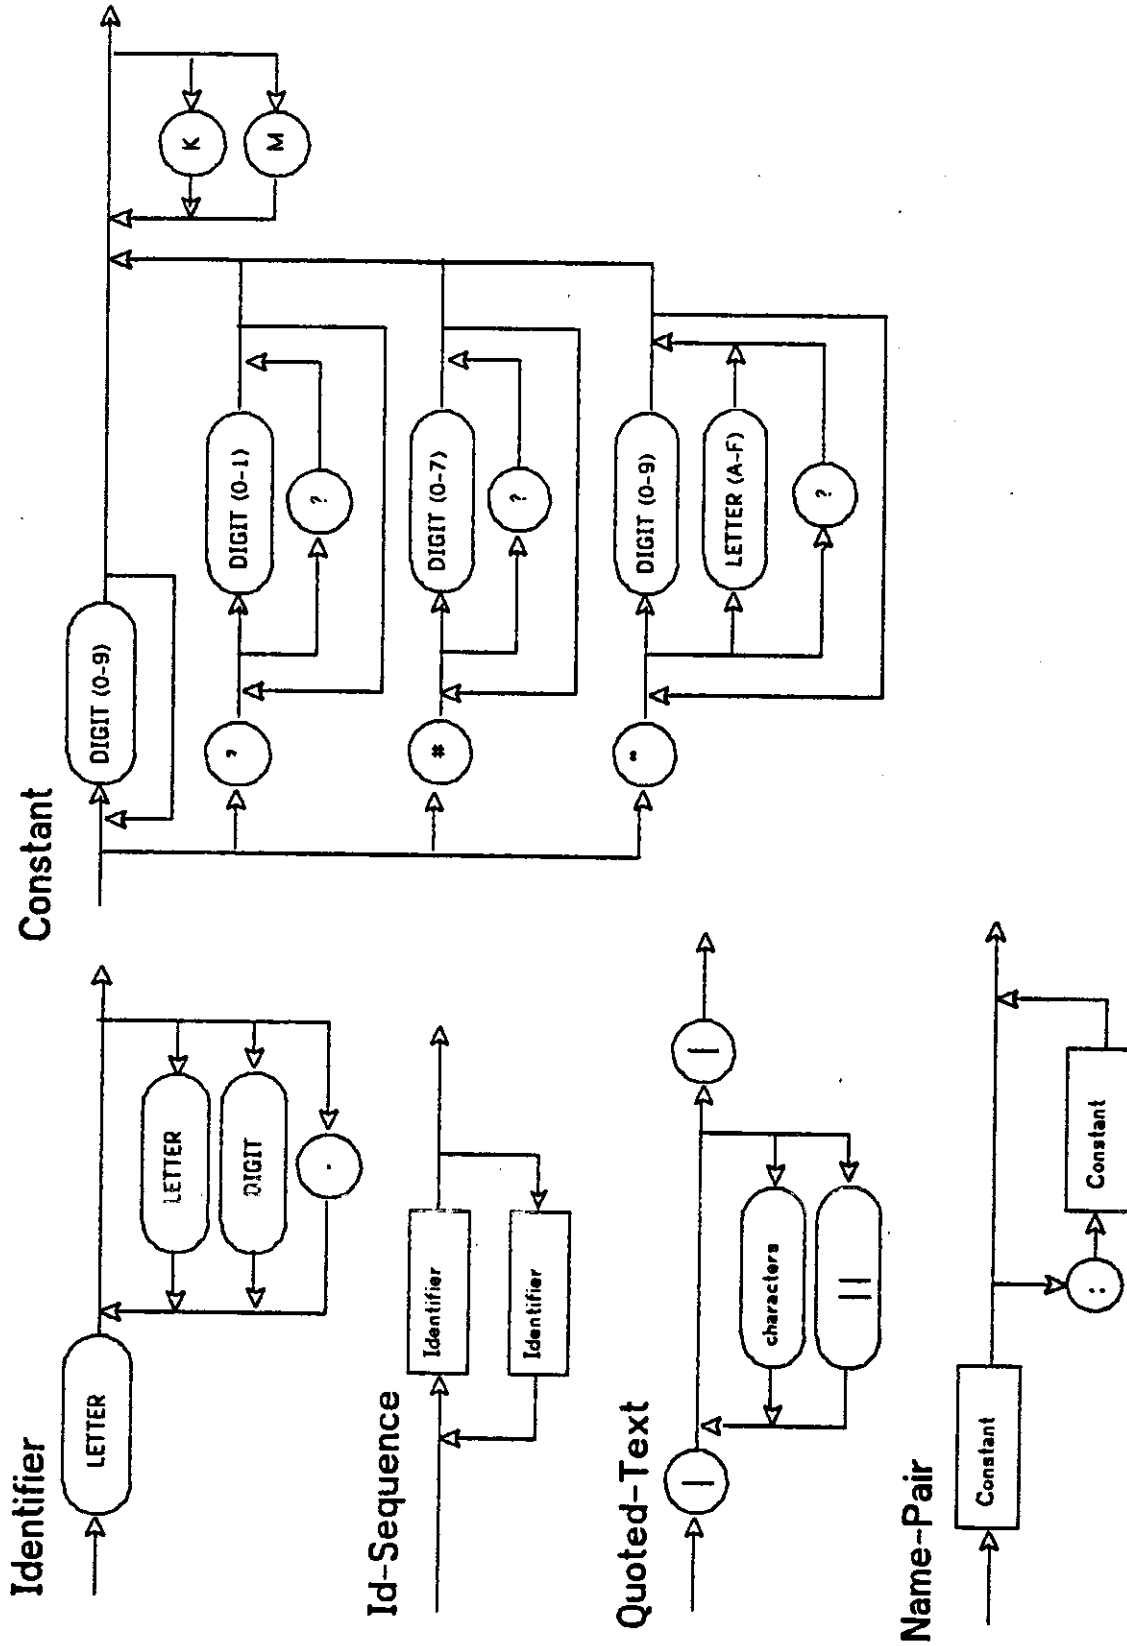 Identifier
LETTER
LETTER
DIGIT
.
Id-Sequence
Identifier
Identifier
Quoted-Text
|
|
characters
||
Name-Pair
Constant
:
Constant
Constant
DIGIT (0-9)
K
M
'
DIGIT (0-1)
?
#
DIGIT (0-7)
?
"
DIGIT (0-9)
LETTER (A-F)
?